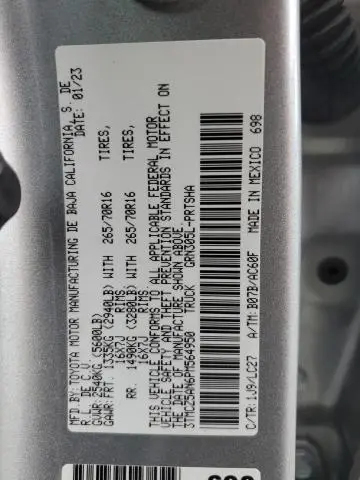 MFD. BY:
TOYOTA MOTOR MANUFACTURING DE BAJA CALIFORNIA, S. DE
R.L. DE C.V. DATE: 01/23
GVWR: 2540KG (5600LB)
GAWR: FRT. 1335KG (2940LB) WITH 265/70R16 TIRES,
16X7J RIMS
RR. 1490KG (3280LB) WITH 265/70R16 TIRES,
16X7J RIMS
THIS VEHICLE CONFORMS TO ALL APPLICABLE FEDERAL MOTOR
VEHICLE SAFETY AND THEFT PREVENTION STANDARDS IN EFFECT ON
THE DATE OF MANUFACTURE SHOWN ABOVE.
3TMCZ5AN6PM564950 TRUCK GRN305L-PRTSHA
C/TR:1J9/LC27 A/TM:B07B/AC60F MADE IN MEXICO 698